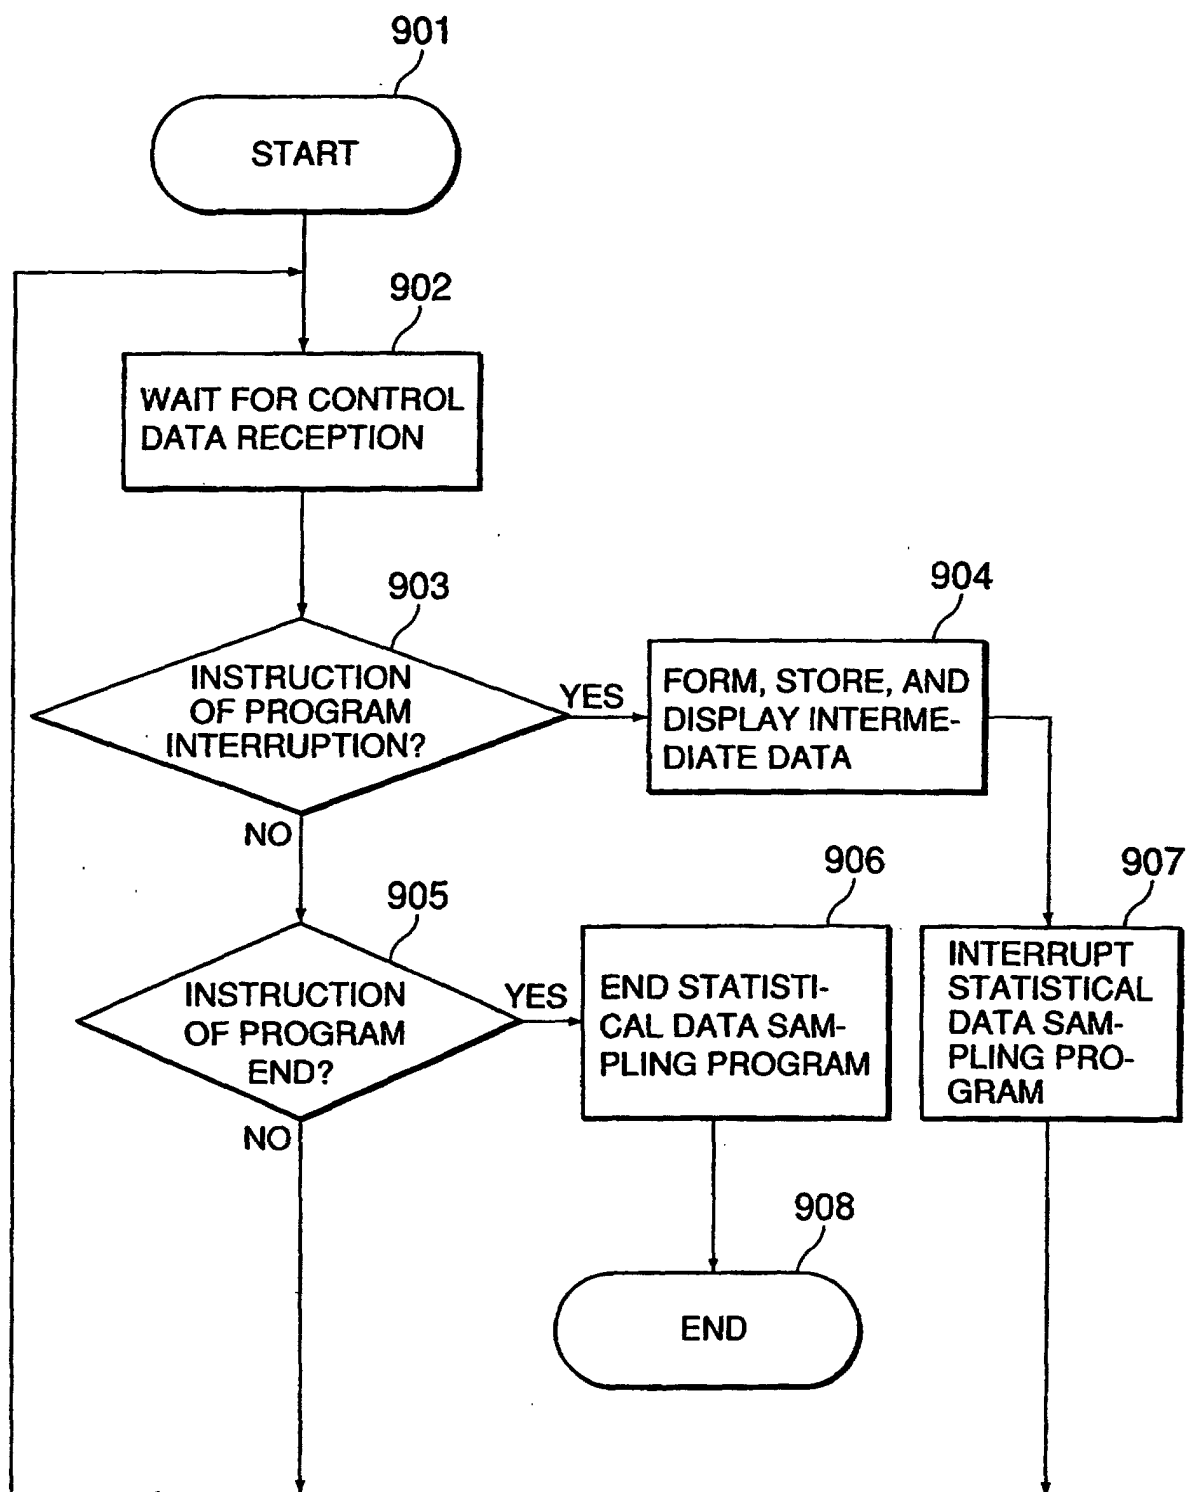 901
START
902
WAIT FOR CONTROL
DATA RECEPTION
903
INSTRUCTION
OF PROGRAM
INTERRUPTION?
YES
904
FORM, STORE, AND
DISPLAY INTERME-
DIATE DATA
NO
905
INSTRUCTION
OF PROGRAM
END?
YES
906
END STATISTI-
CAL DATA SAM-
PLING PROGRAM
907
INTERRUPT
STATISTICAL
DATA SAM-
PLING PRO-
GRAM
NO
908
END